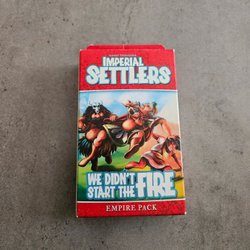 IMPERIAL
SETTLERS
WE DIDN'T
START THE FIRE
EMPIRE PACK